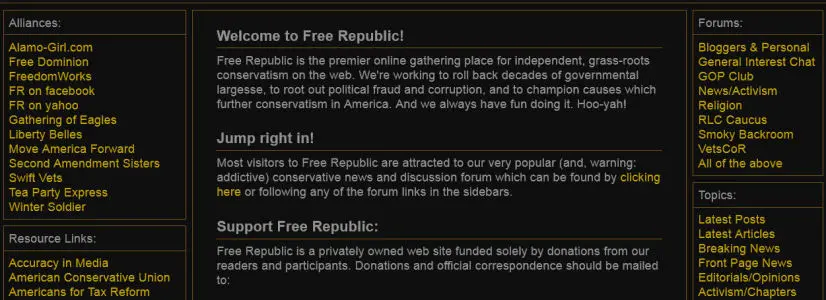 Alliances:
Alamo-Girl.com
Free Dominion
FreedomWorks
FR on facebook
FR on yahoo
Gathering of Eagles
Liberty Belles
Move America Forward
Second Amendment Sisters
Swift Vets
Tea Party Express
Winter Soldier
Resource Links:
Accuracy in Media
American Conservative Union
Americans for Tax Reform
Welcome to Free Republic!
Free Republic is the premier online gathering place for independent, grass-roots
conservatism on the web. We're working to roll back decades of governmental
largesse, to root out political fraud and corruption, and to champion causes which
further conservatism in America. And we always have fun doing it. Hoo-yah!
Jump right in!
Most visitors to Free Republic are attracted to our very popular (and, warning:
addictive) conservative news and discussion forum which can be found by clicking
here or following any of the forum links in the sidebars.
Support Free Republic:
Free Republic is a privately owned web site funded solely by donations from our
readers and participants. Donations and official correspondence should be mailed
to:
Forums:
Bloggers & Personal
General Interest Chat
GOP Club
News/Activism
Religion
RLC Caucus
Smoky Backroom
VetsCoR
All of the above
Topics:
Latest Posts
Latest Articles
Breaking News
Front Page News
Editorials/Opinions
Activism/Chapters